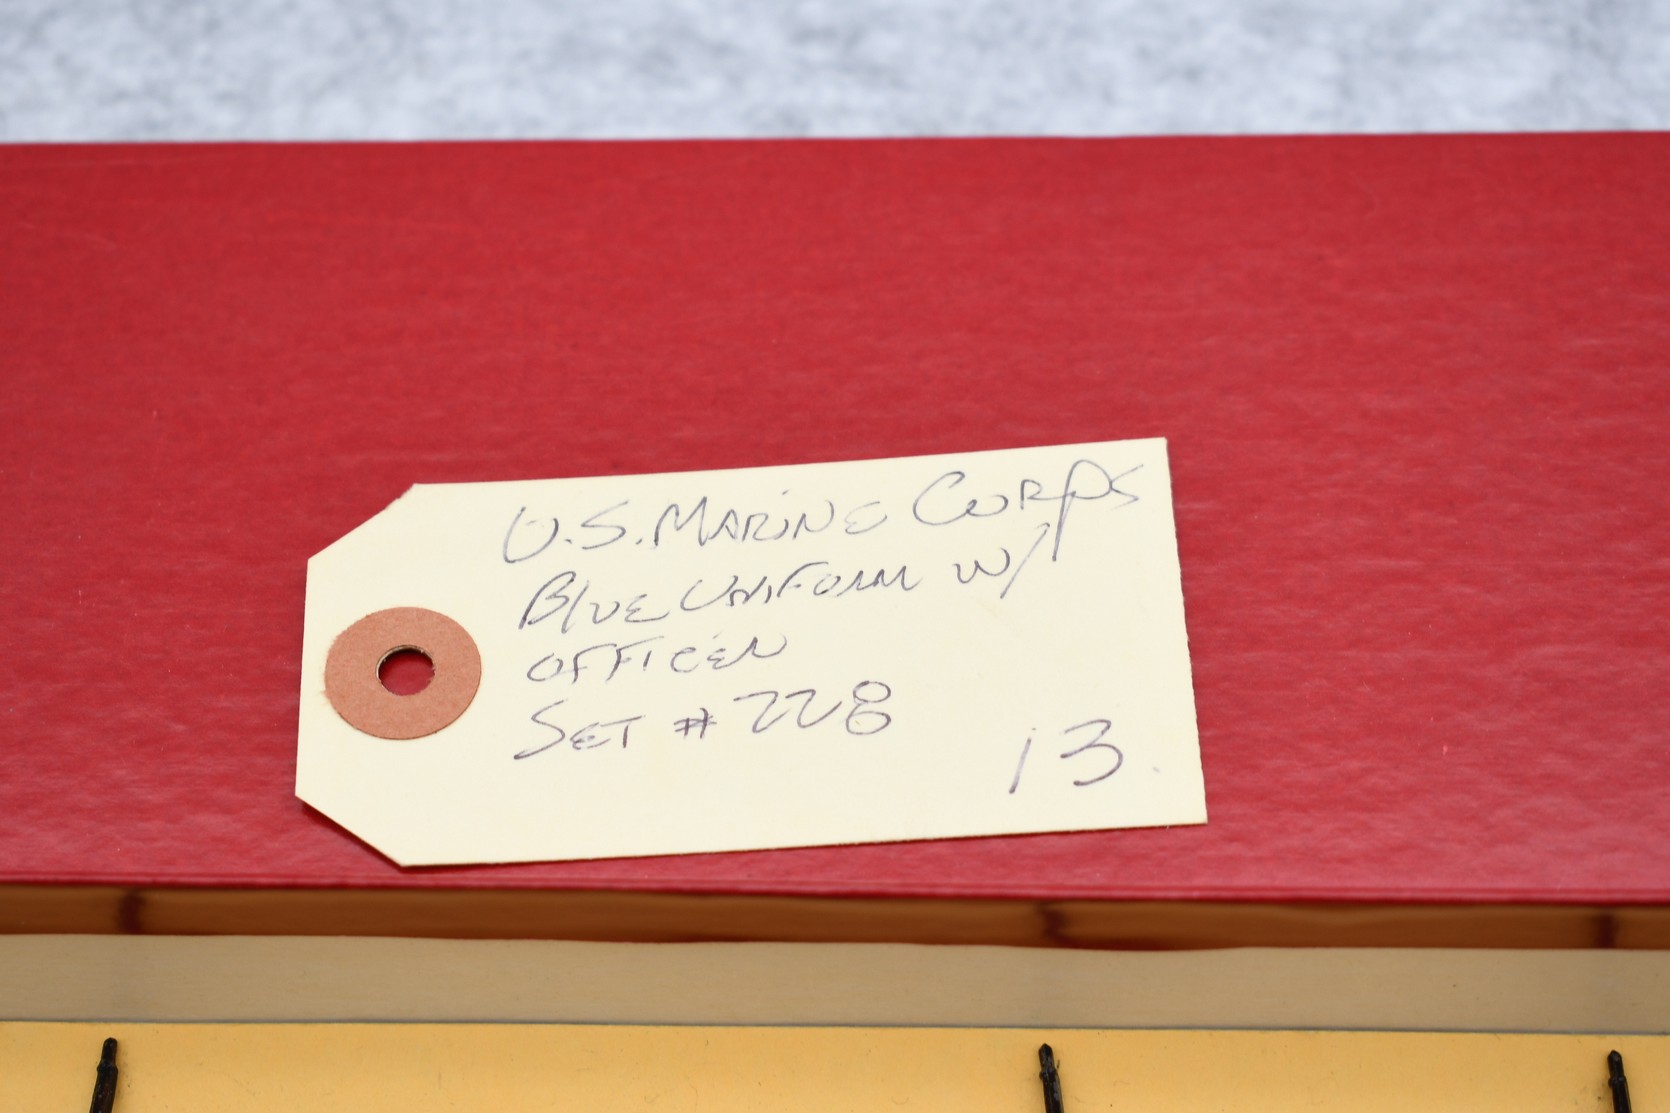 U.S. MARINE CORPS
BLUE UNIFORM W/
OFFICER
SET # 228
13